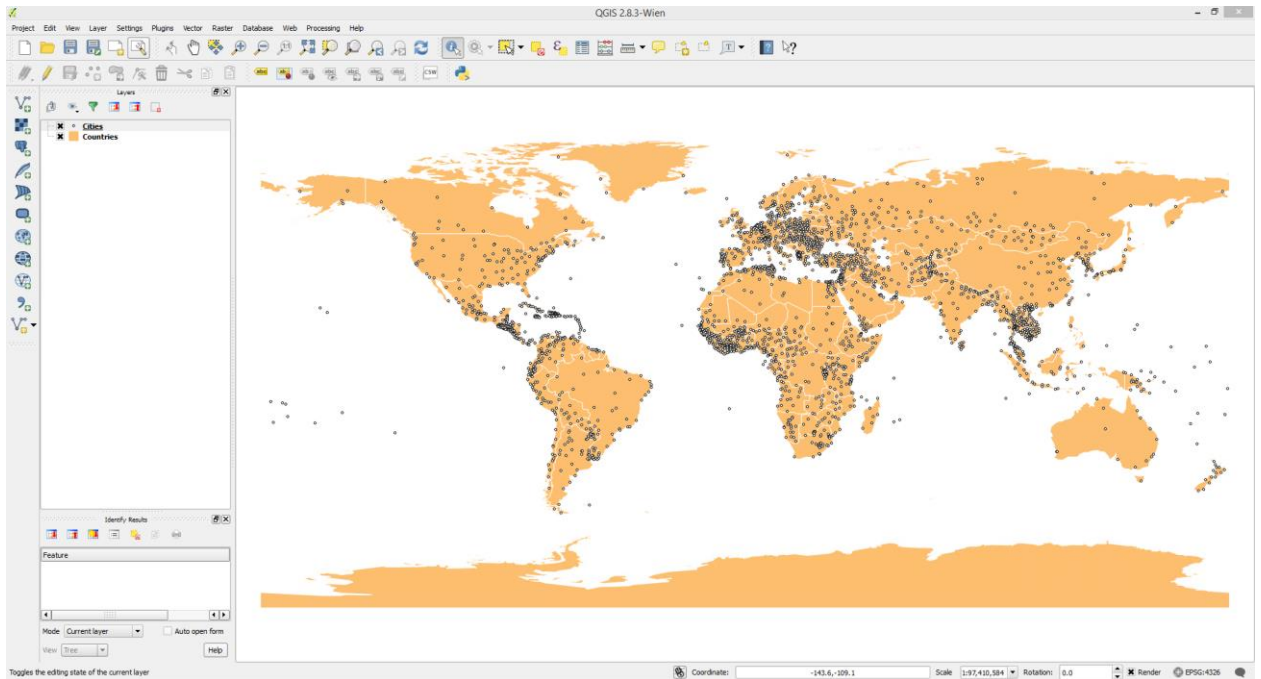 QGIS 2.8.3-Wien
Project Edit View Layer Settings Plugins Vector Raster Database Web Processing Help
CSW
Layers
Cities
Countries
Identify Results
Feature
Mode Current layer Auto open form
View Tree Help
Toggles the editing state of the current layer Coordinate: -143.6,-109.1 Scale 1:97,410,584 Rotation: 0.0 Render EPSG:4326